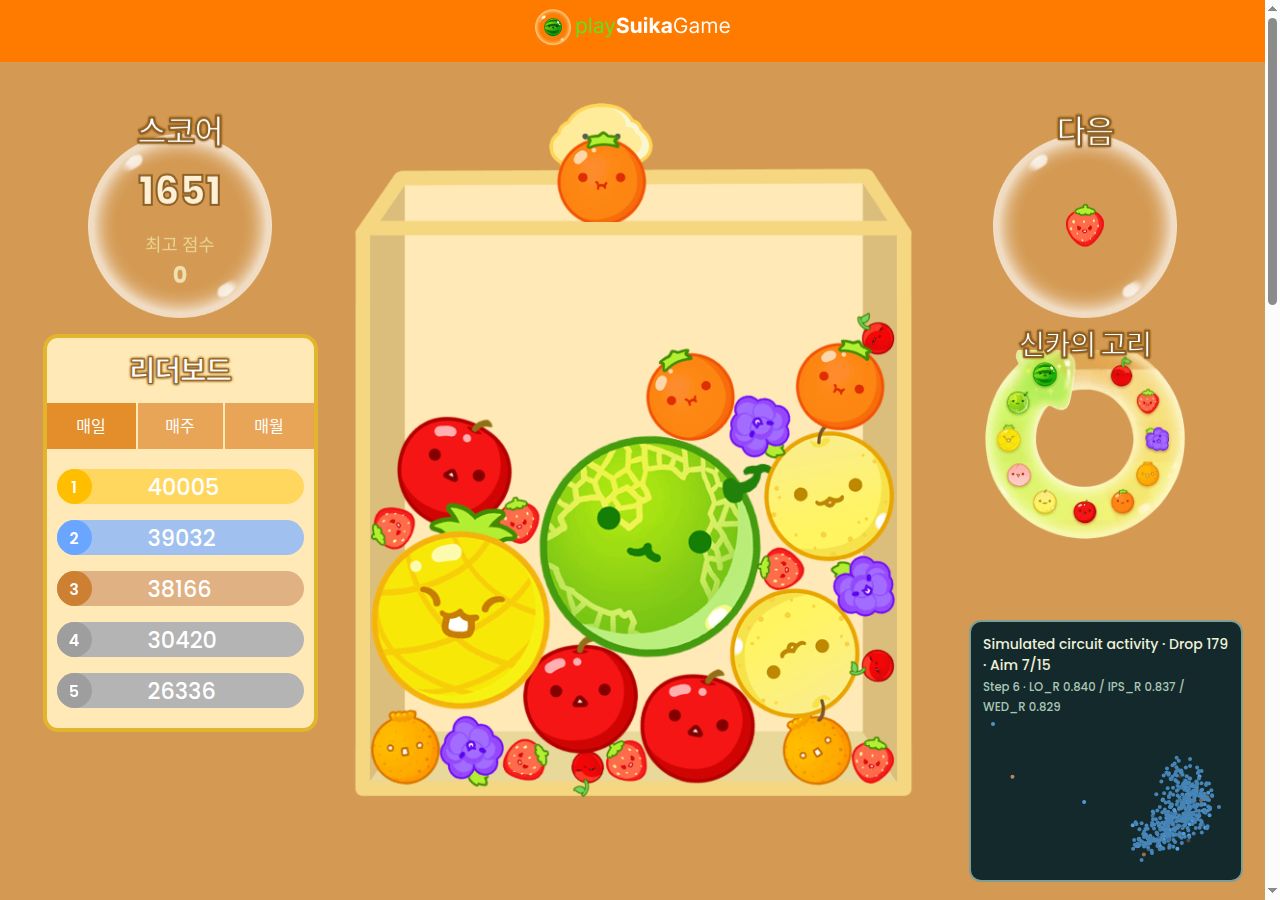 playSuikaGame
스코어
1651
최고 점수
0
다음
신카의 고리
리더보드
매일
매주
매월
1 40005
2 39032
3 38166
4 30420
5 26336
Simulated circuit activity · Drop 179
· Aim 7/15
Step 6 · LO_R 0.840 / IPS_R 0.837 /
WED_R 0.829